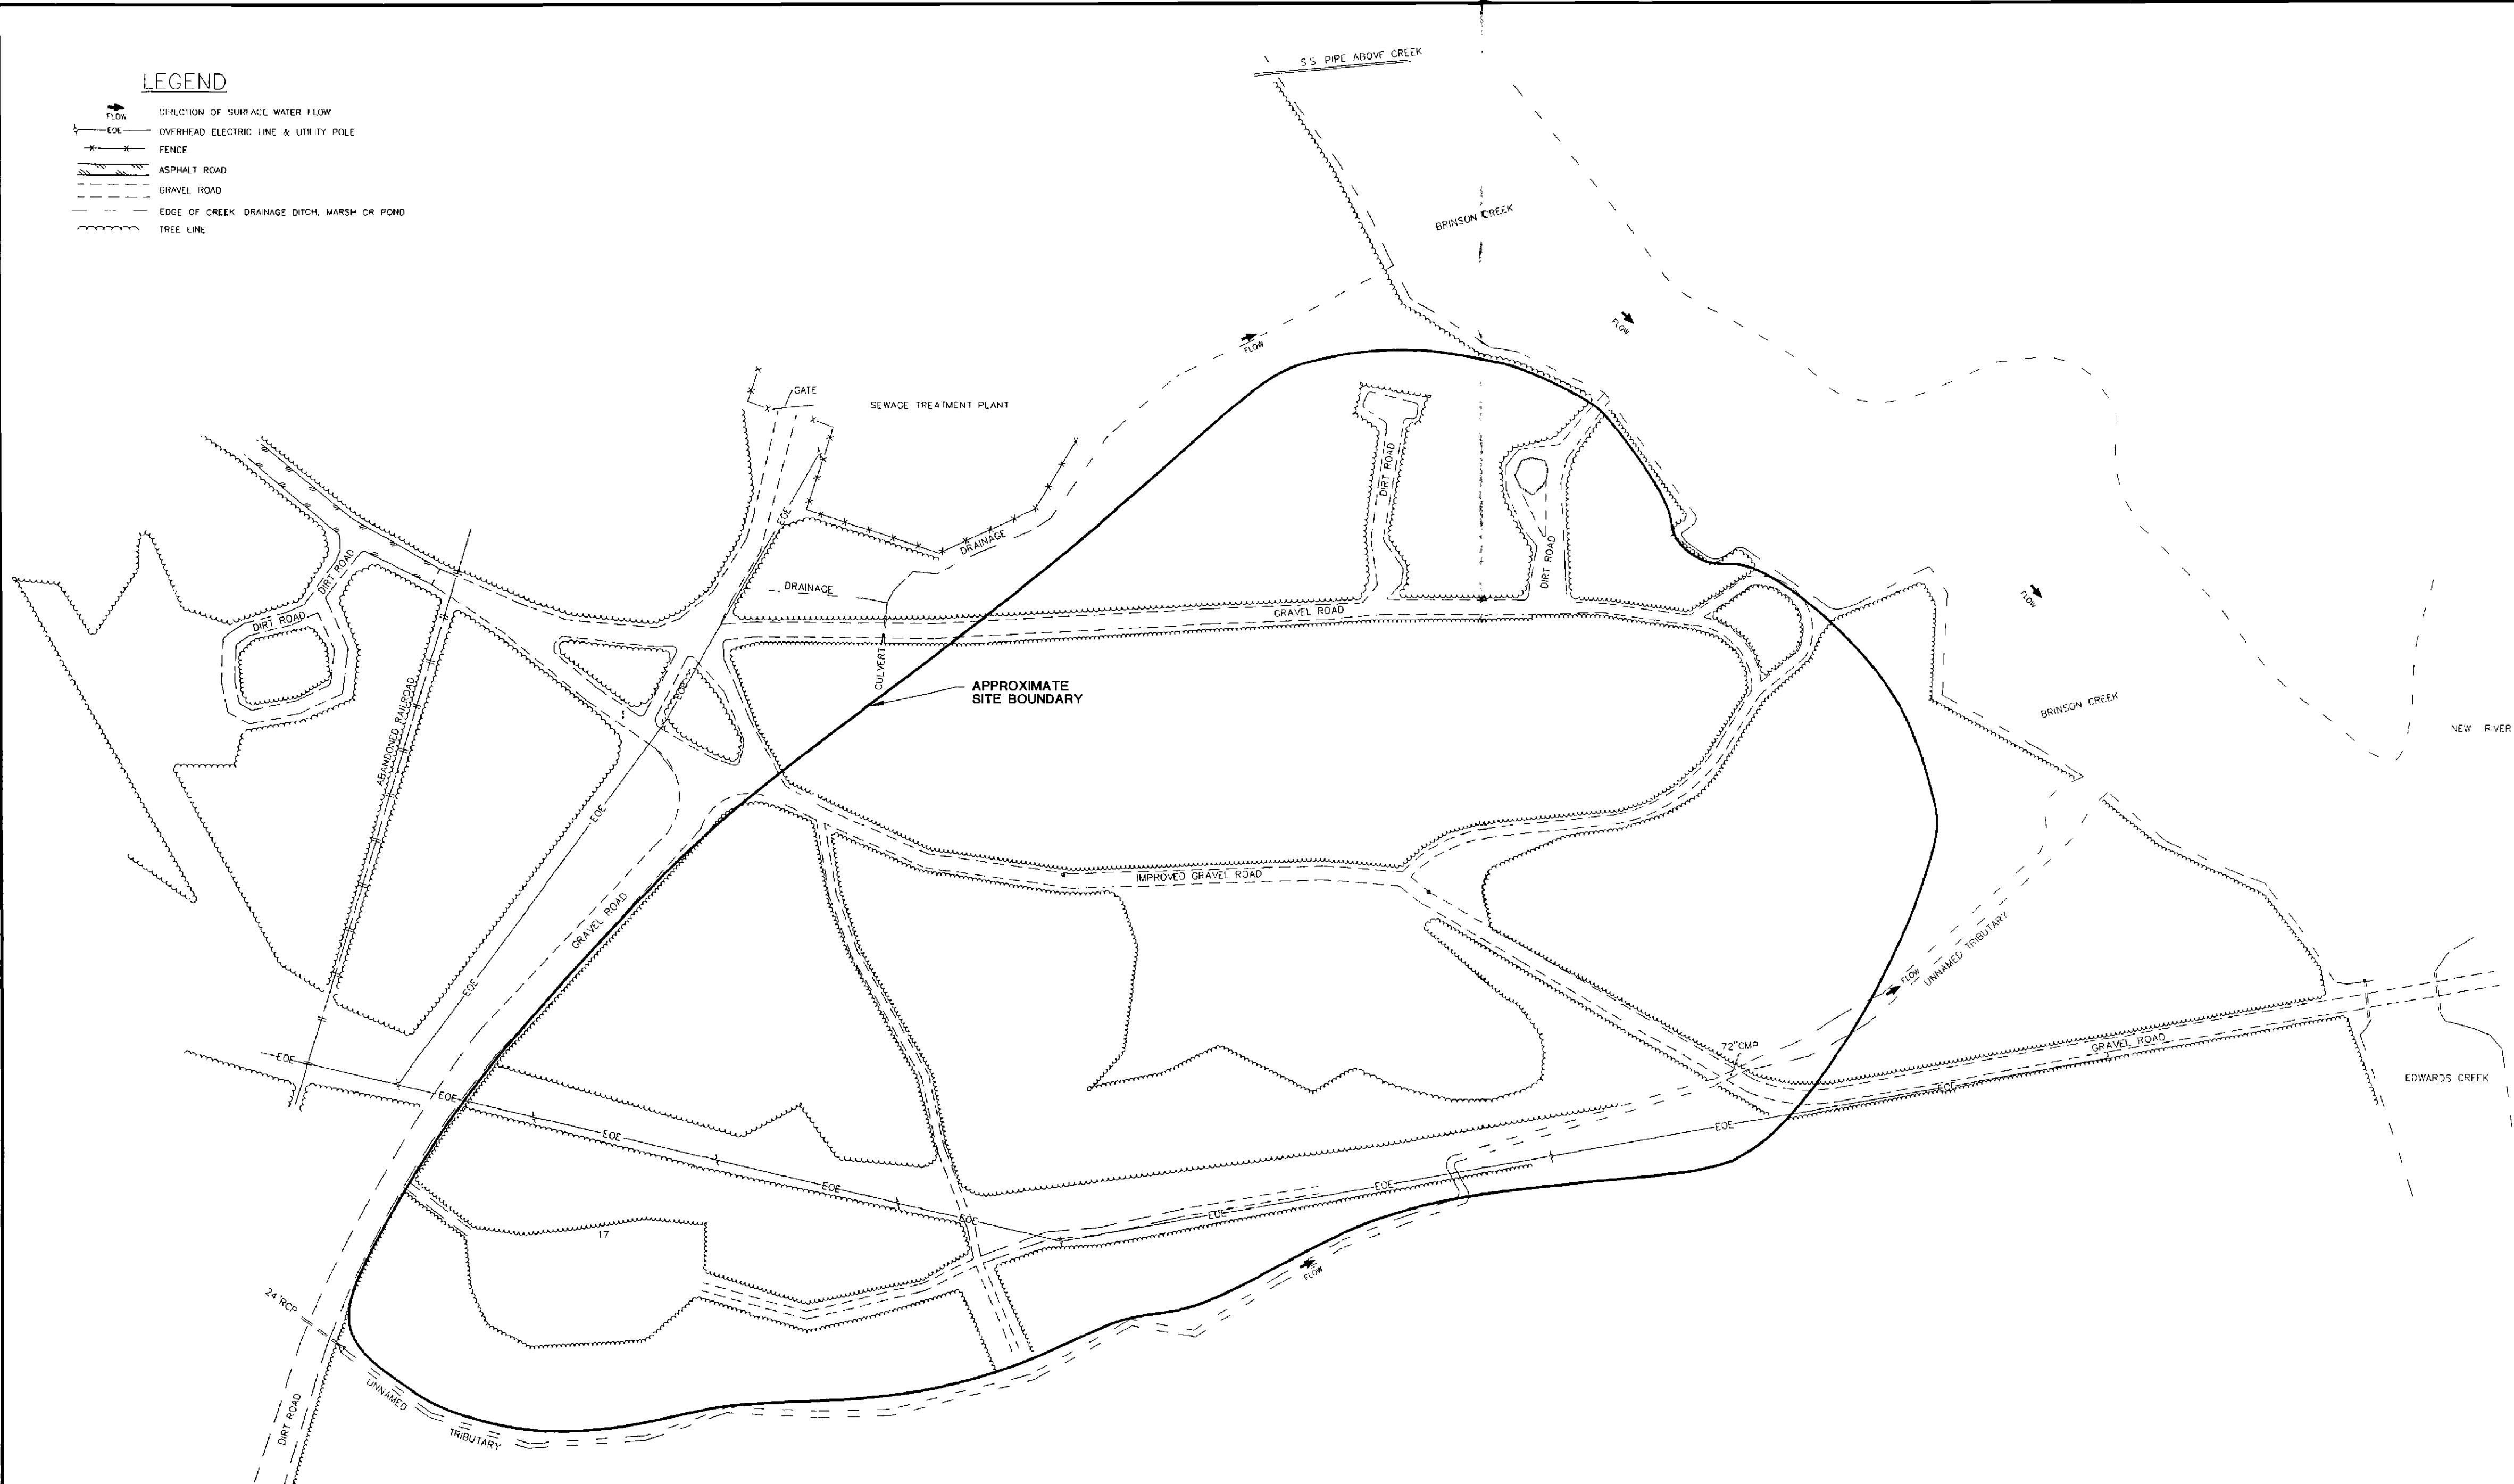 S S PIPE ABOVE CREEK
LEGEND
FLOW
DIRECTION OF SURFACE WATER FLOW
EOE
OVERHEAD ELECTRIC LINE & UTILITY POLE
FENCE
ASPHALT ROAD
GRAVEL ROAD
EDGE OF CREEK DRAINAGE DITCH, MARSH OR POND
TREE LINE
BRINSON CREEK
FLOW
FLOW
GATE
SEWAGE TREATMENT PLANT
DIRT ROAD
EOE
DRAINAGE
DIRT ROAD
DIRT ROAD
DRAINAGE
FLOW
DIRT ROAD
GRAVEL ROAD
CULVERT
EOE
APPROXIMATE
SITE BOUNDARY
ABANDONED RAILROAD
BRINSON CREEK
NEW RIVER
EOE
IMPROVED GRAVEL ROAD
GRAVEL ROAD
UNNAMED TRIBUTARY
FLOW
EOE
72"CMP
GRAVEL ROAD
EOE
EDWARDS CREEK
EOE
EOE
EOE
EOE
EOE
EOE
EOE
EOE
17
FLOW
24"RCP
UNNAMED
TRIBUTARY
DIRT ROAD